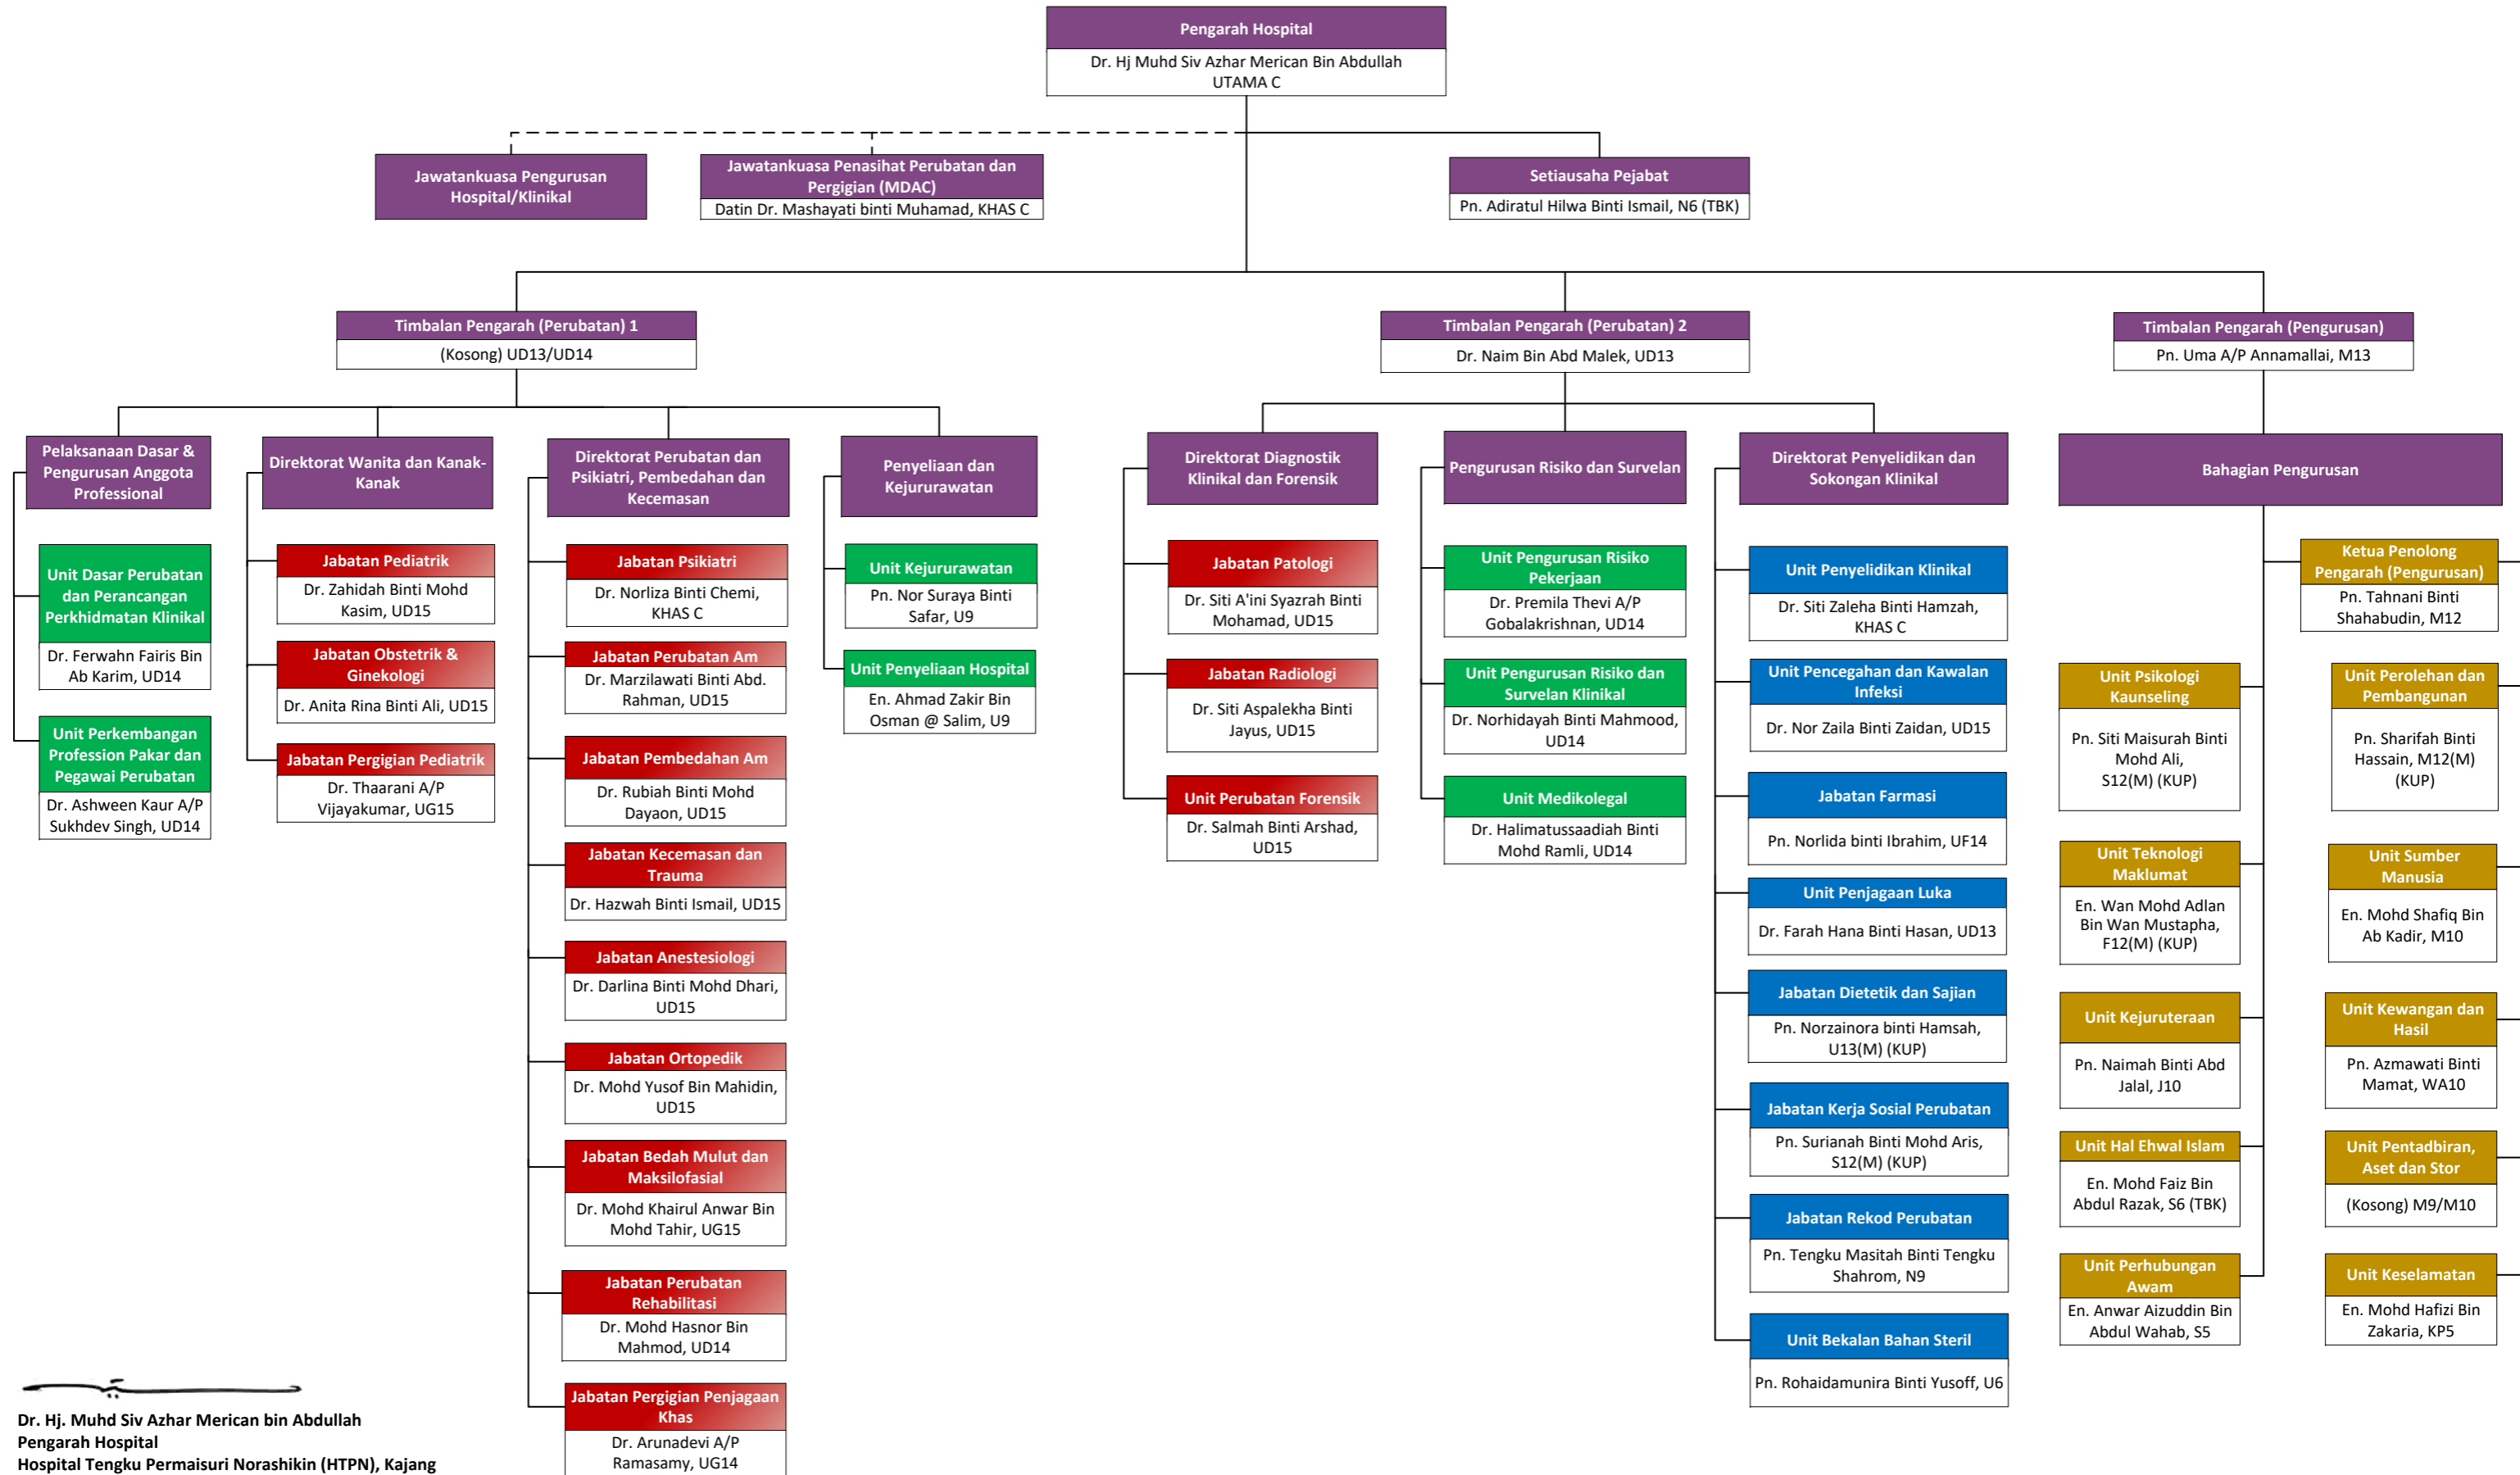 Pengarah Hospital
Dr. Hj Muhd Siv Azhar Merican Bin Abdullah
UTAMA C
Jawatankuasa Pengurusan
Hospital/Klinikal
Jawatankuasa Penasihat Perubatan dan
Pergigian (MDAC)
Datin Dr. Mashayati binti Muhamad, KHAS C
Setiausaha Pejabat
Pn. Adiratul Hilwa Binti Ismail, N6 (TBK)
Timbalan Pengarah (Perubatan) 1
(Kosong) UD13/UD14
Timbalan Pengarah (Perubatan) 2
Dr. Naim Bin Abd Malek, UD13
Timbalan Pengarah (Pengurusan)
Pn. Uma A/P Annamallai, M13
Pelaksanaan Dasar &
Pengurusan Anggota
Professional
Unit Dasar Perubatan
dan Perancangan
Perkhidmatan Klinikal
Dr. Ferwahn Fairis Bin
Ab Karim, UD14
Unit Perkembangan
Profession Pakar dan
Pegawai Perubatan
Dr. Ashween Kaur A/P
Sukhdev Singh, UD14
Direktorat Wanita dan Kanak-
Kanak
Jabatan Pediatrik
Dr. Zahidah Binti Mohd
Kasim, UD15
Jabatan Obstetrik &
Ginekologi
Dr. Anita Rina Binti Ali, UD15
Jabatan Pergigian Pediatrik
Dr. Thaarani A/P
Vijayakumar, UG15
Direktorat Perubatan dan
Psikiatri, Pembedahan dan
Kecemasan
Jabatan Psikiatri
Dr. Norliza Binti Chemi,
KHAS C
Jabatan Perubatan Am
Dr. Marzilawati Binti Abd.
Rahman, UD15
Jabatan Pembedahan Am
Dr. Rubiah Binti Mohd
Dayaon, UD15
Jabatan Kecemasan dan
Trauma
Dr. Hazwah Binti Ismail, UD15
Jabatan Anestesiologi
Dr. Darlina Binti Mohd Dhari,
UD15
Jabatan Ortopedik
Dr. Mohd Yusof Bin Mahidin,
UD15
Jabatan Bedah Mulut dan
Maksilofasial
Dr. Mohd Khairul Anwar Bin
Mohd Tahir, UG15
Jabatan Perubatan
Rehabilitasi
Dr. Mohd Hasnor Bin
Mahmod, UD14
Jabatan Pergigian Penjagaan
Khas
Dr. Arunadevi A/P
Ramasamy, UG14
Penyeliaan dan
Kejururawatan
Unit Kejururawatan
Pn. Nor Suraya Binti
Safar, U9
Unit Penyeliaan Hospital
En. Ahmad Zakir Bin
Osman @ Salim, U9
Direktorat Diagnostik
Klinikal dan Forensik
Jabatan Patologi
Dr. Siti A'ini Syazrah Binti
Mohamad, UD15
Jabatan Radiologi
Dr. Siti Aspalekha Binti
Jayus, UD15
Unit Perubatan Forensik
Dr. Salmah Binti Arshad,
UD15
Pengurusan Risiko dan Survelan
Unit Pengurusan Risiko
Pekerjaan
Dr. Premila Thevi A/P
Gobalakrishnan, UD14
Unit Pengurusan Risiko dan
Survelan Klinikal
Dr. Norhidayah Binti Mahmood,
UD14
Unit Medikolegal
Dr. Halimatussaadiah Binti
Mohd Ramli, UD14
Direktorat Penyelidikan dan
Sokongan Klinikal
Unit Penyelidikan Klinikal
Dr. Siti Zaleha Binti Hamzah,
KHAS C
Unit Pencegahan dan Kawalan
Infeksi
Dr. Nor Zaila Binti Zaidan, UD15
Jabatan Farmasi
Pn. Norlida binti Ibrahim, UF14
Unit Penjagaan Luka
Dr. Farah Hana Binti Hasan, UD13
Jabatan Dietetik dan Sajian
Pn. Norzainora binti Hamsah,
U13(M) (KUP)
Jabatan Kerja Sosial Perubatan
Pn. Surianah Binti Mohd Aris,
S12(M) (KUP)
Jabatan Rekod Perubatan
Pn. Tengku Masitah Binti Tengku
Shahrom, N9
Unit Bekalan Bahan Steril
Pn. Rohaidamunira Binti Yusoff, U6
Bahagian Pengurusan
Ketua Penolong
Pengarah (Pengurusan)
Pn. Tahnani Binti
Shahabudin, M12
Unit Psikologi
Kaunseling
Pn. Siti Maisurah Binti
Mohd Ali,
S12(M) (KUP)
Unit Teknologi
Maklumat
En. Wan Mohd Adlan
Bin Wan Mustapha,
F12(M) (KUP)
Unit Kejuruteraan
Pn. Naimah Binti Abd
Jalal, J10
Unit Hal Ehwal Islam
En. Mohd Faiz Bin
Abdul Razak, S6 (TBK)
Unit Perhubungan
Awam
En. Anwar Aizuddin Bin
Abdul Wahab, S5
Unit Perolehan dan
Pembangunan
Pn. Sharifah Binti
Hassain, M12(M)
(KUP)
Unit Sumber
Manusia
En. Mohd Shafiq Bin
Ab Kadir, M10
Unit Kewangan dan
Hasil
Pn. Azmawati Binti
Mamat, WA10
Unit Pentadbiran,
Aset dan Stor
(Kosong) M9/M10
Unit Keselamatan
En. Mohd Hafizi Bin
Zakaria, KP5
Dr. Hj. Muhd Siv Azhar Merican bin Abdullah
Pengarah Hospital
Hospital Tengku Permaisuri Norashikin (HTPN), Kajang